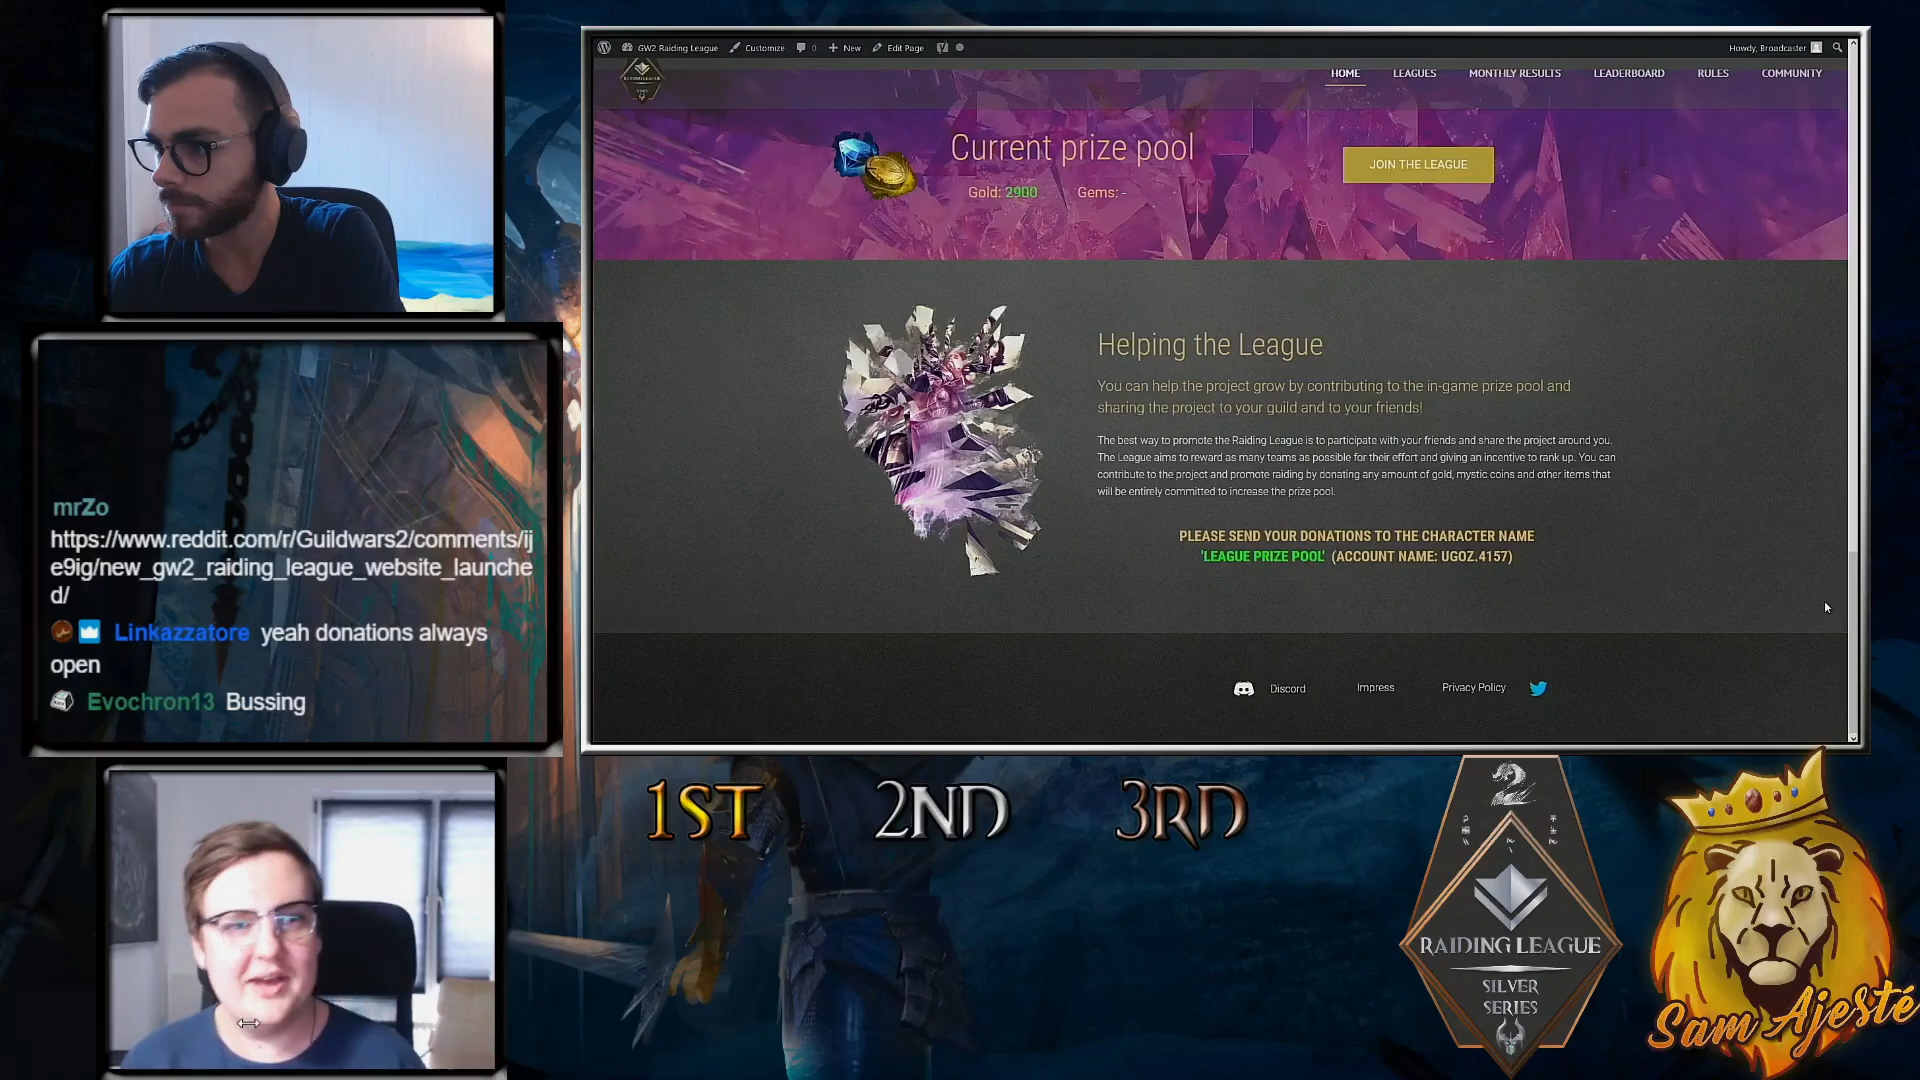 GW2 Raiding League
Customize
0
New
Edit Page
Howdy, Broadcaster
HOME
LEAGUES
MONTHLY RESULTS
LEADERBOARD
RULES
COMMUNITY
Current prize pool
Gold: 2900
Gems: -
JOIN THE LEAGUE
Helping the League
You can help the project grow by contributing to the in-game prize pool and
sharing the project to your guild and to your friends!
The best way to promote the Raiding League is to participate with your friends and share the project around you.
The League aims to reward as many teams as possible for their effort and giving an incentive to rank up. You can
contribute to the project and promote raiding by donating any amount of gold, mystic coins and other items that
will be entirely committed to increase the prize pool.
PLEASE SEND YOUR DONATIONS TO THE CHARACTER NAME
'LEAGUE PRIZE POOL' (ACCOUNT NAME: UGOZ.4157)
Discord
Impress
Privacy Policy
mrZo
https://www.reddit.com/r/Guildwars2/comments/ij
e9ig/new_gw2_raiding_league_website_launche
d/
Linkazzatore yeah donations always
open
Evochron13 Bussing
1ST
2ND
3RD
RAIDING LEAGUE
SILVER
SERIES
Sam Ajesté